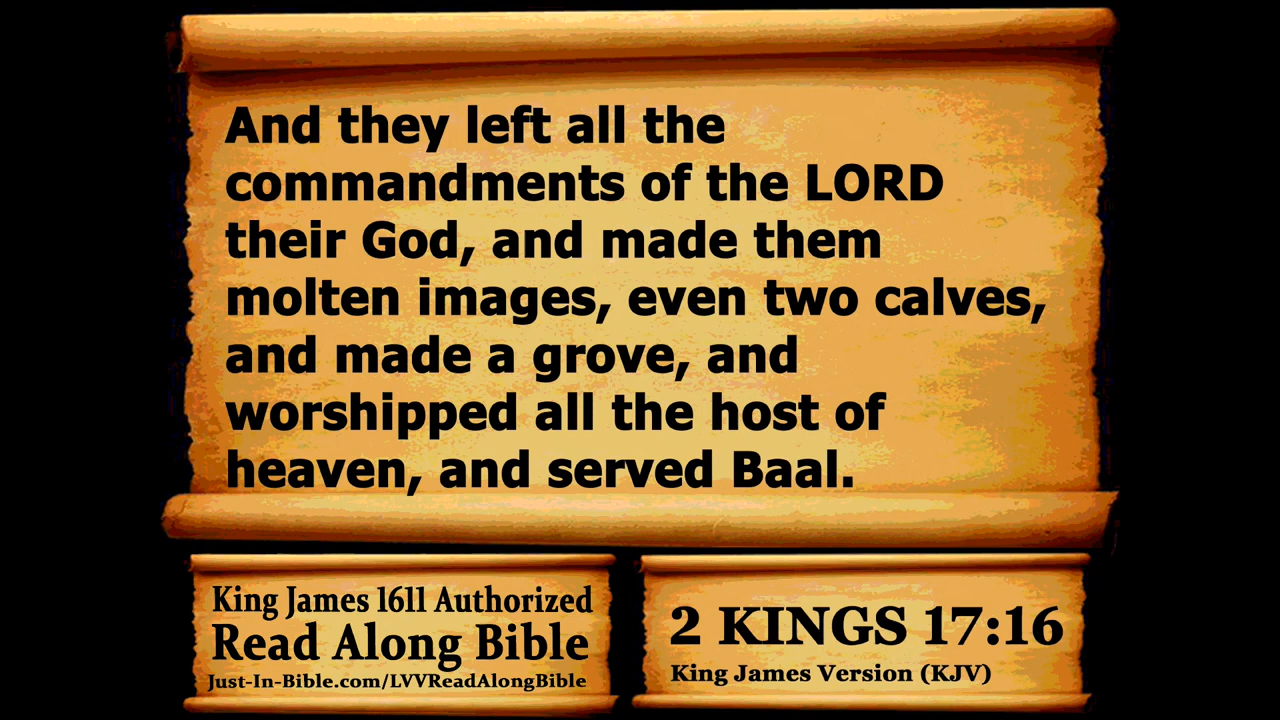 And they left all the
commandments of the LORD
their God, and made them
molten images, even two calves,
and made a grove, and
worshipped all the host of
heaven, and served Baal.
King James 1611 Authorized
Read Along Bible
Just-In-Bible.com/LVVReadAlongBible
2 KINGS 17:16
King James Version (KJV)